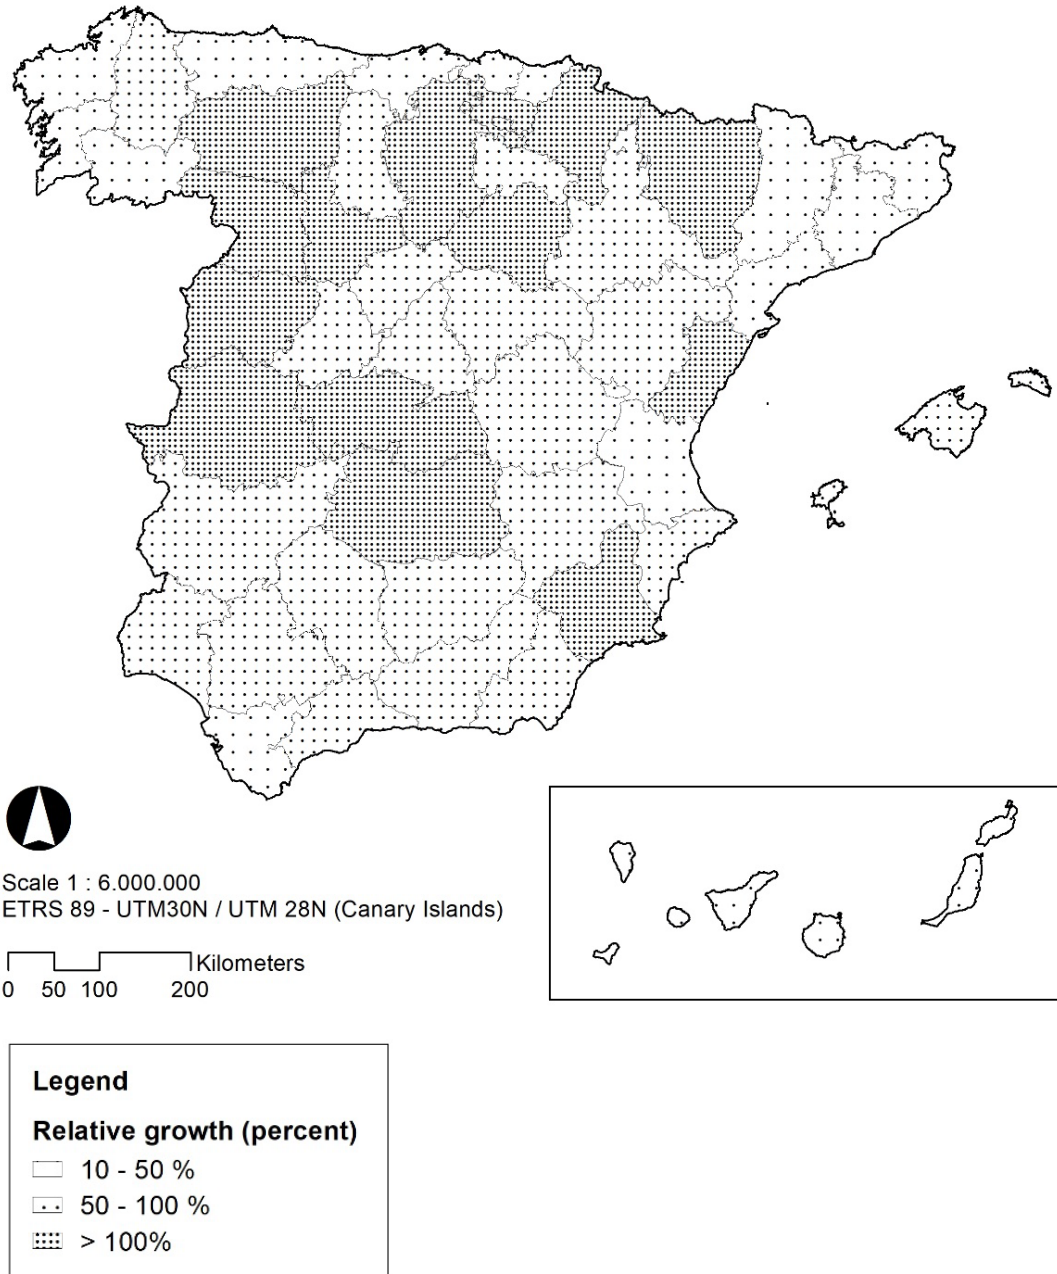 Scale 1 : 6.000.000
ETRS 89 - UTM30N / UTM 28N (Canary Islands)
Kilometers
0 50 100 200
Legend
Relative growth (percent)
10 - 50 %
50 - 100 %
> 100%